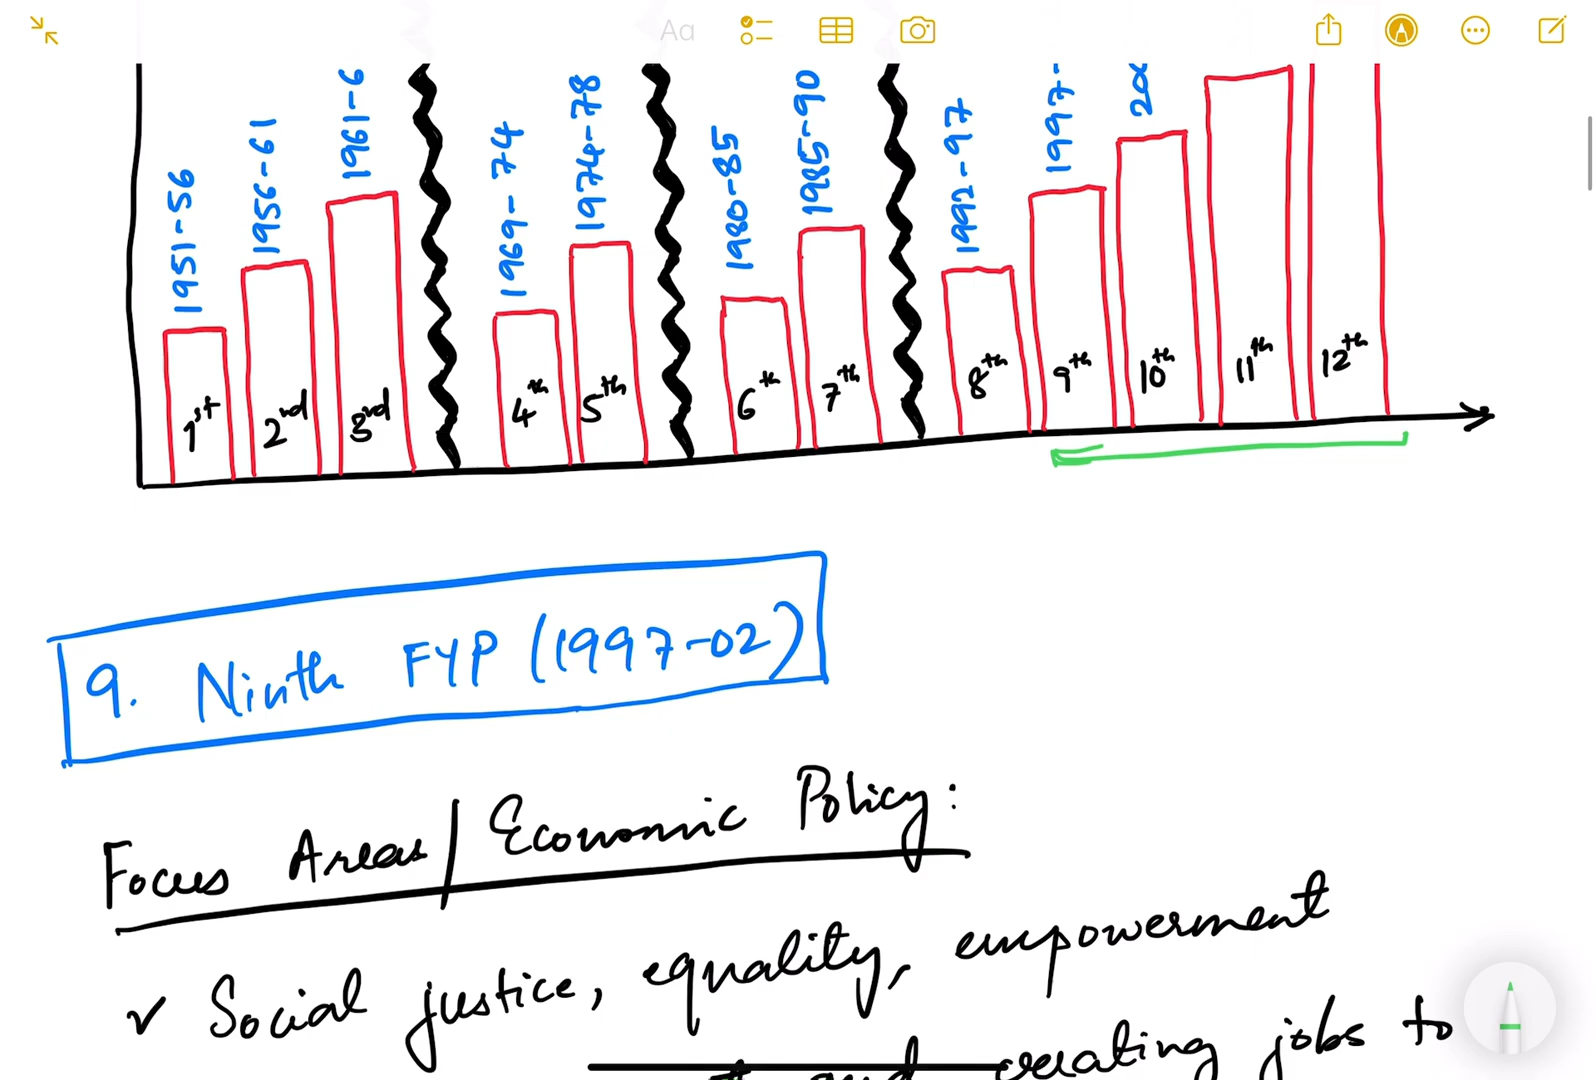 Aa
1951-56
1956-61
1961-6
1969-74
1974-78
1980-85
1985-90
1992-97
1997-
20
1st
2nd
3rd
4th
5th
6th
7th
8th
9th
10th
11th
12th
9. Ninth FYP (1997-02)
Focus Areas/Economic Policy:
✓ Social justice, equality, empowerment
and creating jobs to